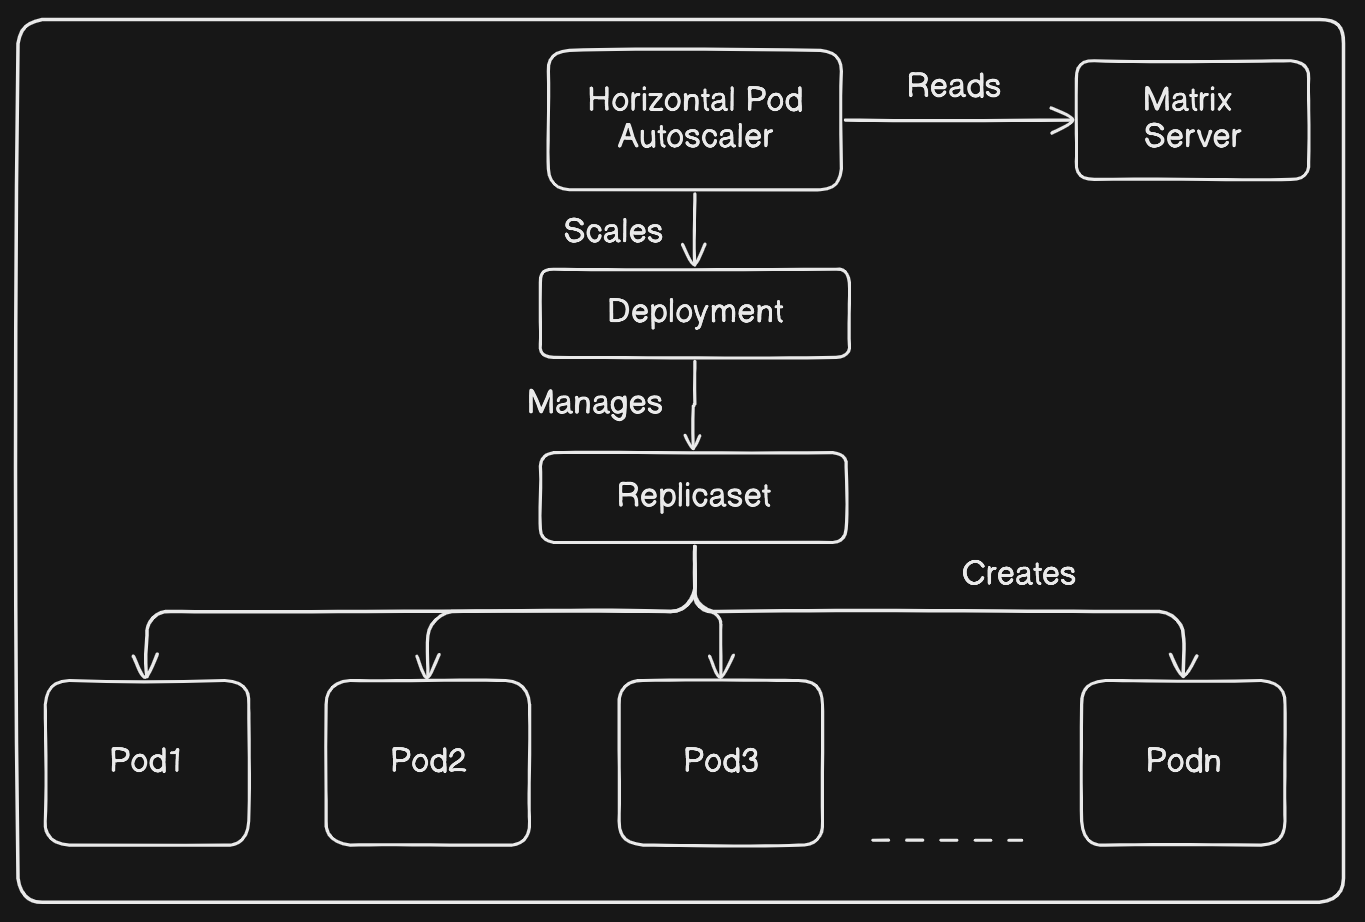 Horizontal Pod
Autoscaler
Reads
Matrix
Server
Scales
Deployment
Manages
Replicaset
Creates
Pod1
Pod2
Pod3
Podn